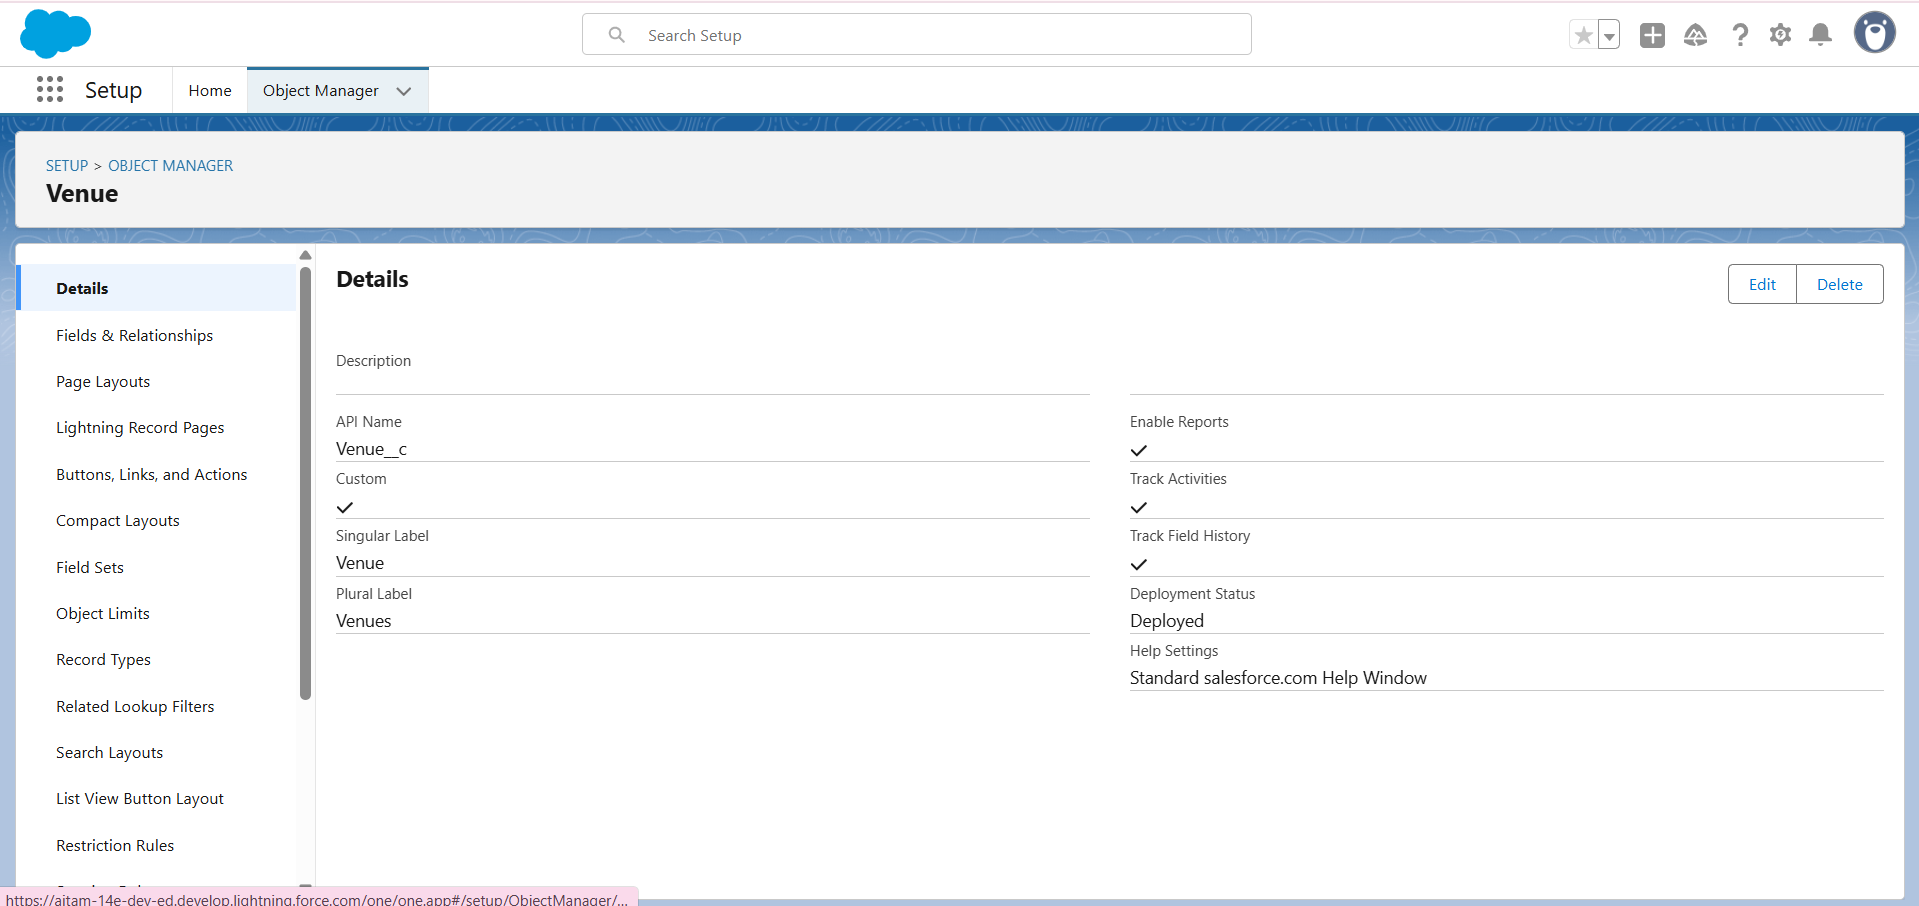 Search Setup
Setup
Home
Object Manager
SETUP > OBJECT MANAGER
Venue
Details
Fields & Relationships
Page Layouts
Lightning Record Pages
Buttons, Links, and Actions
Compact Layouts
Field Sets
Object Limits
Record Types
Related Lookup Filters
Search Layouts
List View Button Layout
Restriction Rules
Details
Edit
Delete
Description
API Name
Venue__c
Custom
Singular Label
Venue
Plural Label
Venues
Enable Reports
Track Activities
Track Field History
Deployment Status
Deployed
Help Settings
Standard salesforce.com Help Window
https://aitam-14e-dev-ed.develop.lightning.force.com/one/one.app#/setup/ObjectManager/...